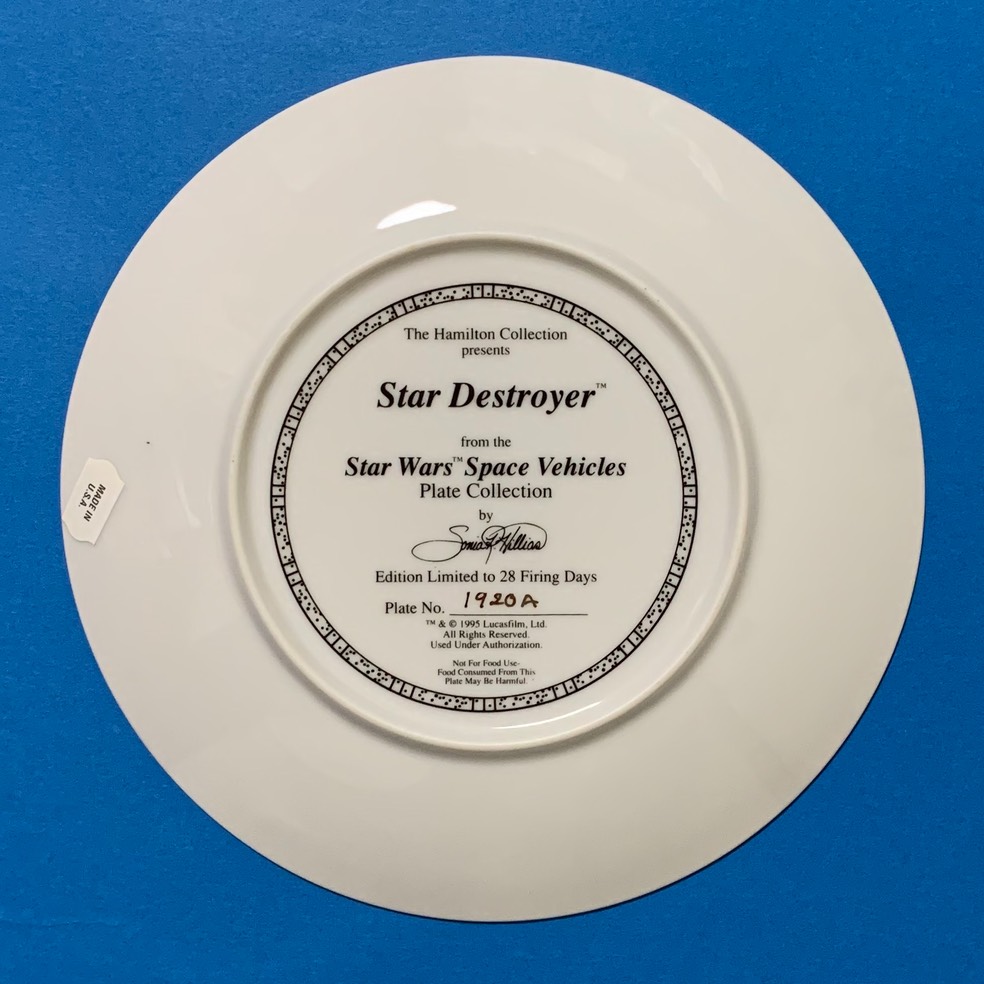 The Hamilton Collection
presents
Star Destroyer™
from the
Star Wars™ Space Vehicles
Plate Collection
by
Edition Limited to 28 Firing Days
Plate No. 1920A
™ & © 1995 Lucasfilm, Ltd.
All Rights Reserved.
Used Under Authorization.
Not For Food Use-
Food Consumed From This
Plate May Be Harmful.
MADE IN
U.S.A.